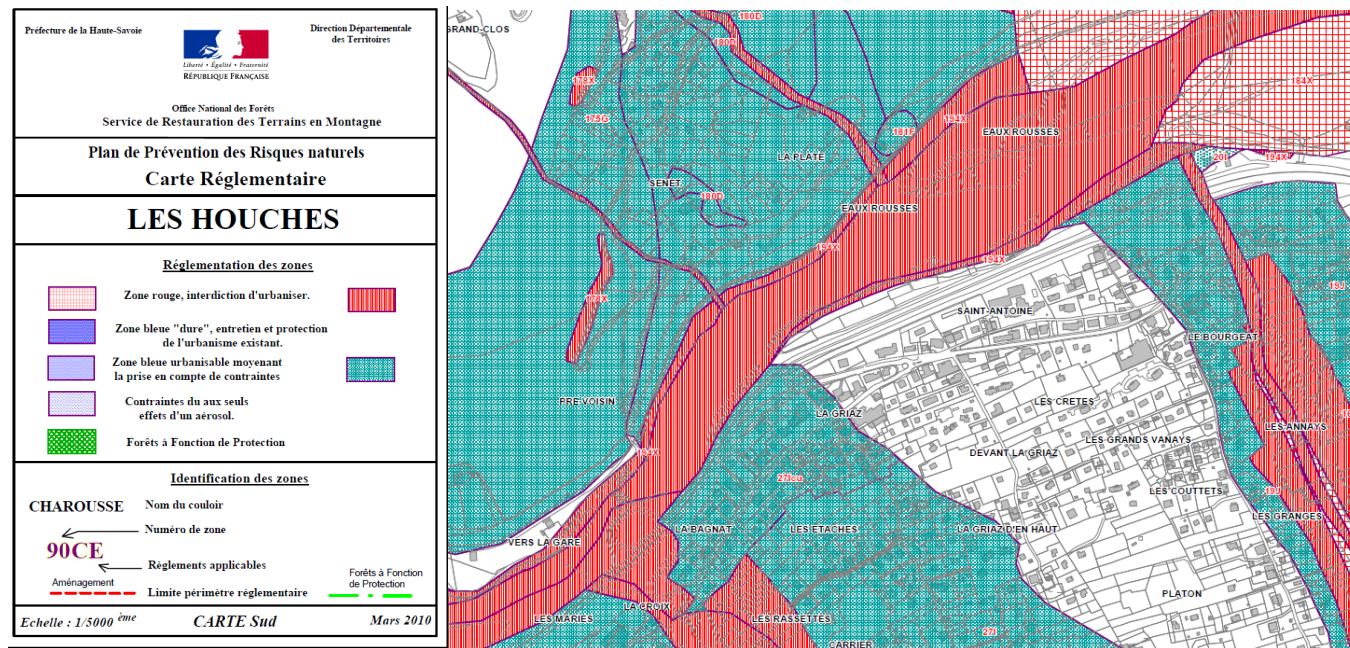 Préfecture de la Haute-Savoie
Direction Départementale
des Territoires
Liberté • Égalité • Fraternité
RÉPUBLIQUE FRANÇAISE
Office National des Forêts
Service de Restauration des Terrains en Montagne
Plan de Prévention des Risques naturels
Carte Réglementaire
LES HOUCHES
Réglementation des zones
Zone rouge, interdiction d'urbaniser.
Zone bleue "dure", entretien et protection
de l'urbanisme existant.
Zone bleue urbanisable moyenant
la prise en compte de contraintes
Contraintes du aux seuls
effets d'un aérosol.
Forêts à Fonction de Protection
Identification des zones
CHAROUSSE
Nom du couloir
Numéro de zone
90CE
Règlements applicables
Aménagement
Limite périmètre réglementaire
Forêts à Fonction
de Protection
Echelle : 1/5000 ème
CARTE Sud
Mars 2010
180D
GRAND-CLOS
180D
178X
184X
175G
194X
181F
EAUX ROUSSES
LA PLATE
20I
194X
SENET
180D
EAUX ROUSSES
194X
194X
19J
178X
SAINT-ANTOINE
LE BOURGEAT
PRE-VOISIN
LES CRETES
LA GRIAZ
LES ANNAYS
LES GRANDS VANAYS
194X
DEVANT LA GRIAZ
27Icu
LES COUTTETS
LES GRANGES
LA BAGNAT
LES ETACHES
LA GRIAZ D'EN HAUT
VERS LA GARE
PLATON
LA CROIX
LES MARIES
LES RASSETTES
27I
CARRIER